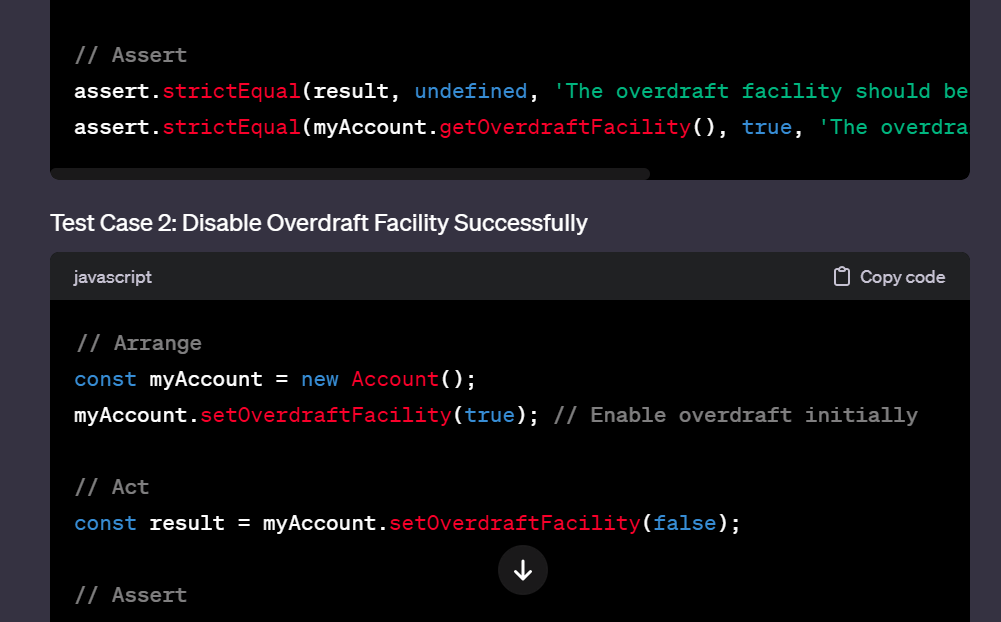 // Assert
assert.strictEqual(result, undefined, 'The overdraft facility should be
assert.strictEqual(myAccount.getOverdraftFacility(), true, 'The overdra
Test Case 2: Disable Overdraft Facility Successfully
javascript Copy code
// Arrange
const myAccount = new Account();
myAccount.setOverdraftFacility(true); // Enable overdraft initially
// Act
const result = myAccount.setOverdraftFacility(false);
// Assert